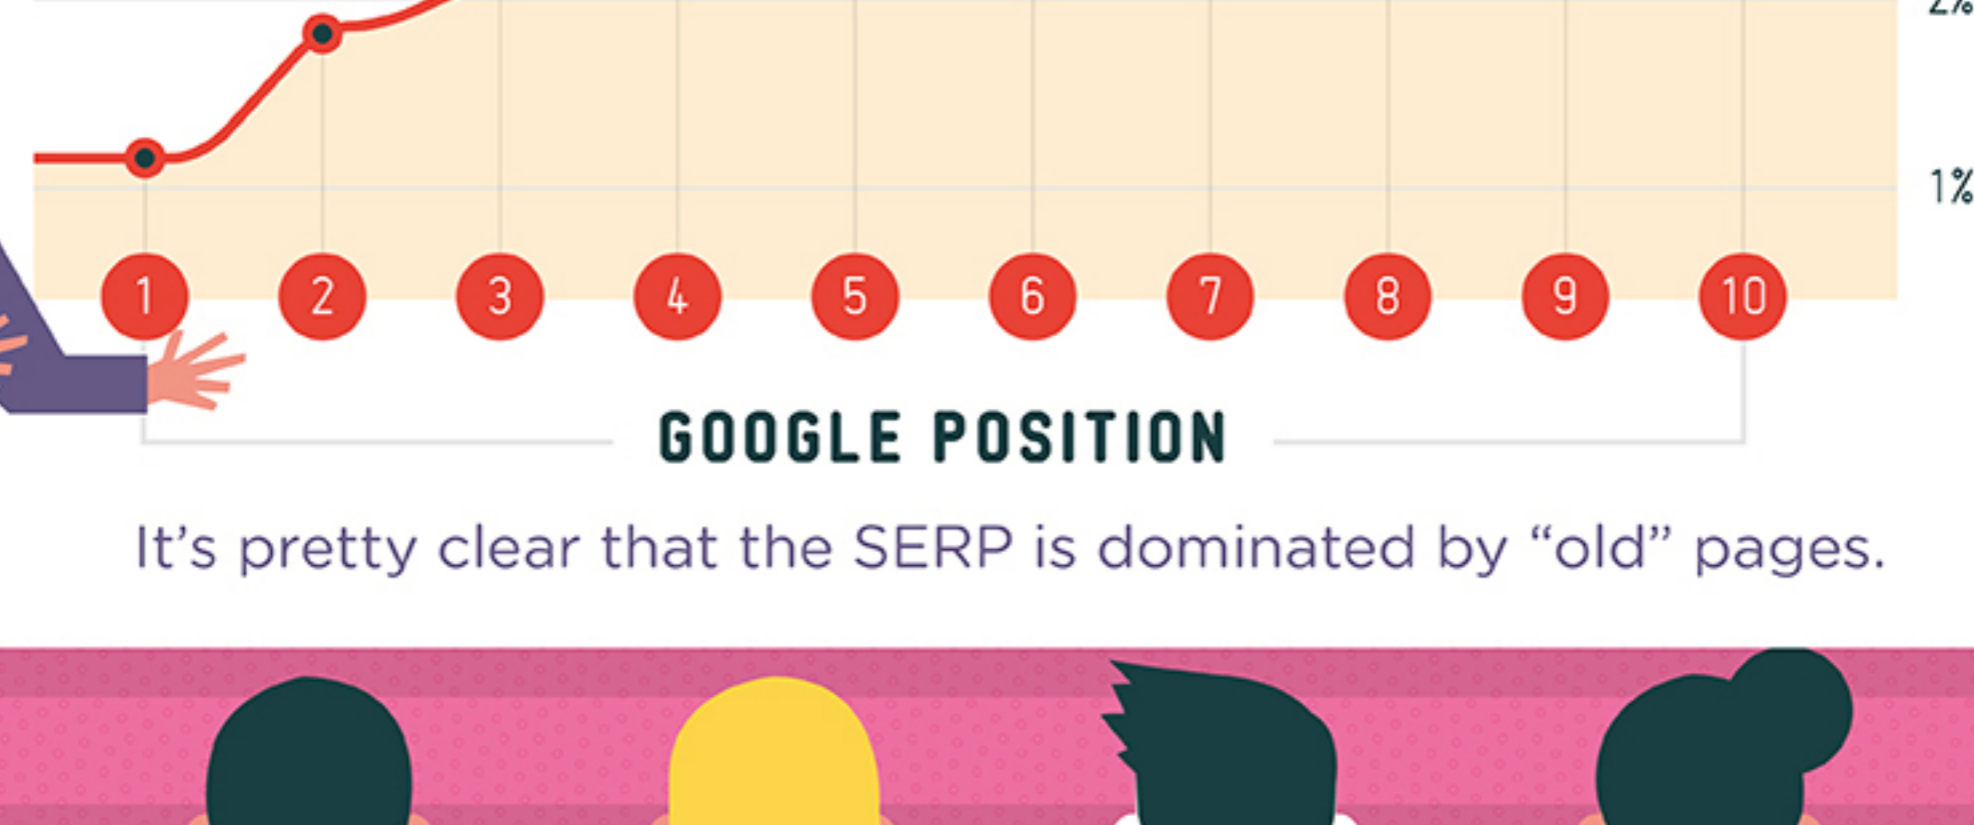 2%
1%
1 2 3 4 5 6 7 8 9 10
GOOGLE POSITION
It’s pretty clear that the SERP is dominated by “old” pages.